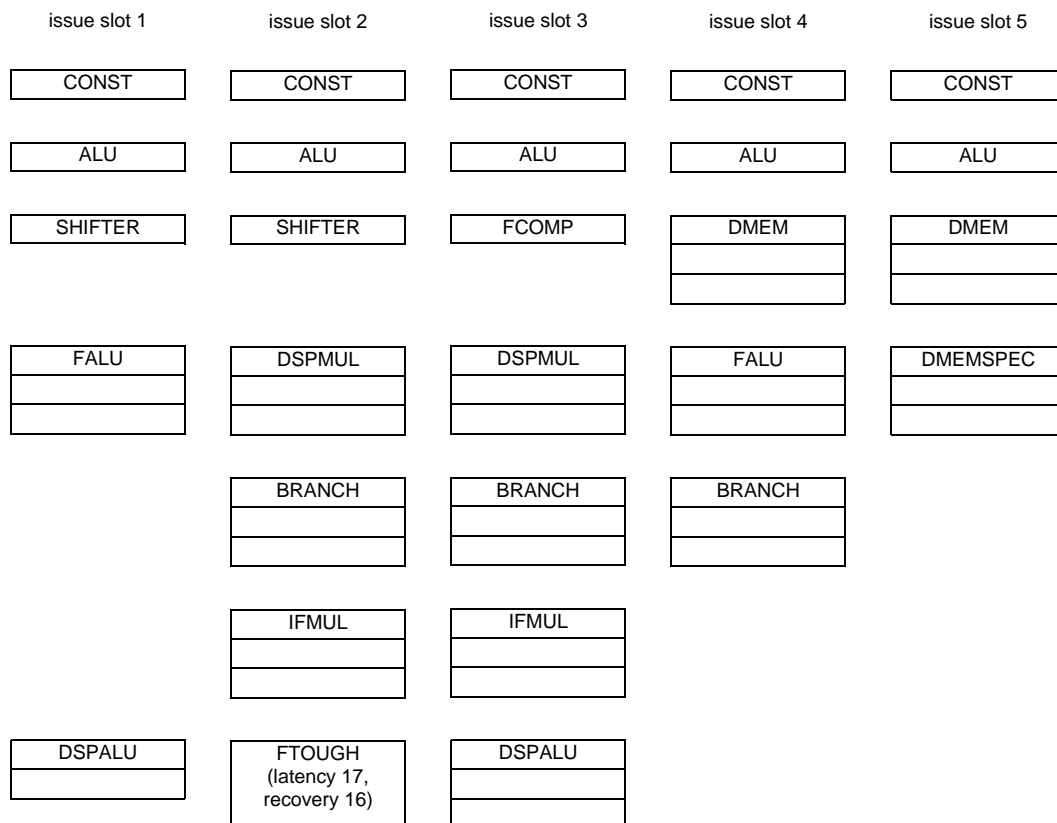 issue slot 1 issue slot 2 issue slot 3 issue slot 4 issue slot 5
CONST CONST CONST CONST CONST
ALU ALU ALU ALU ALU
SHIFTER SHIFTER FCOMP DMEM DMEM
FALU DSPMUL DSPMUL FALU DMEMSPEC
BRANCH BRANCH BRANCH
IFMUL IFMUL
DSPALU FTOUGH DSPALU
(latency 17,
recovery 16)